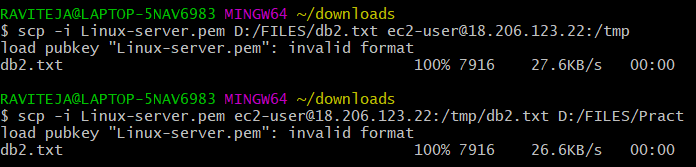 RAVITEJA@LAPTOP-5NAV6983 MINGW64 ~/downloads
$ scp -i Linux-server.pem D:/FILES/db2.txt ec2-user@18.206.123.22:/tmp
load pubkey "Linux-server.pem": invalid format
db2.txt 100% 7916 27.6KB/s 00:00
RAVITEJA@LAPTOP-5NAV6983 MINGW64 ~/downloads
$ scp -i Linux-server.pem ec2-user@18.206.123.22:/tmp/db2.txt D:/FILES/Pract
load pubkey "Linux-server.pem": invalid format
db2.txt 100% 7916 26.6KB/s 00:00